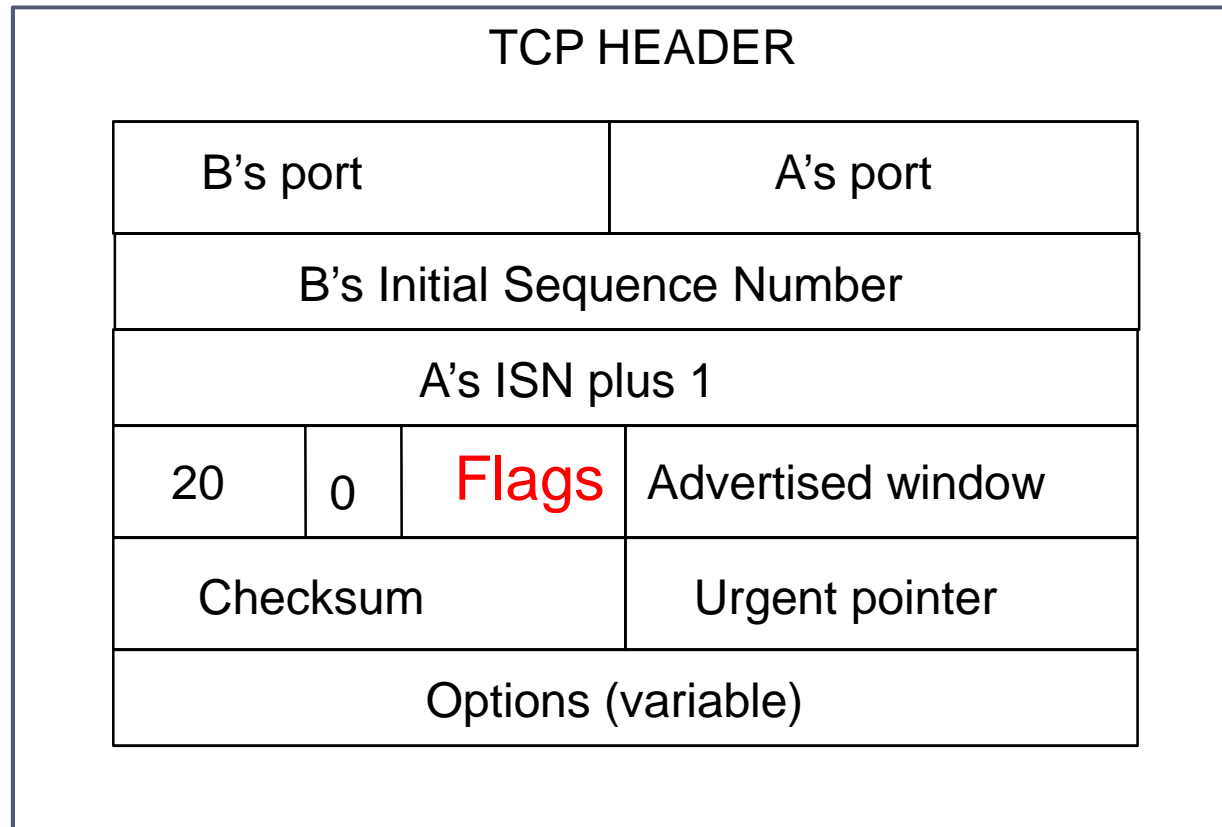 TCP HEADER
B’s port A’s port
B’s Initial Sequence Number
A’s ISN plus 1
20 0 Flags Advertised window
Checksum Urgent pointer
Options (variable)